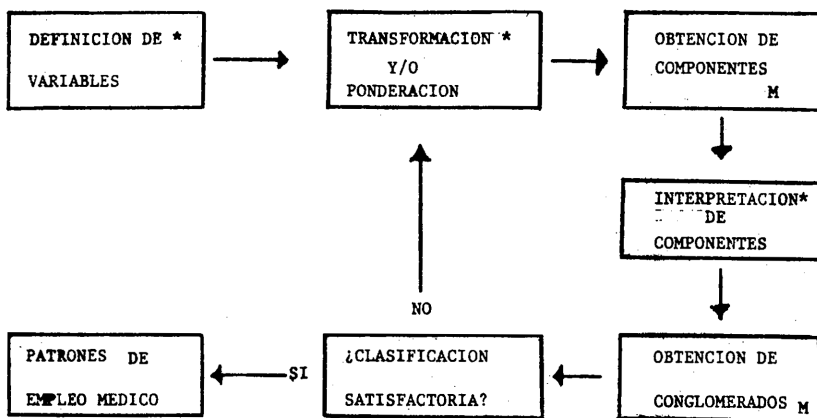 DEFINICION DE *
VARIABLES
TRANSFORMACION *
Y/O
PONDERACION
OBTENCION DE
COMPONENTES
M
INTERPRETACION*
DE
COMPONENTES
OBTENCION DE
CONGLOMERADOS M
¿CLASIFICACION
SATISFACTORIA?
NO
SI
PATRONES DE
EMPLEO MEDICO